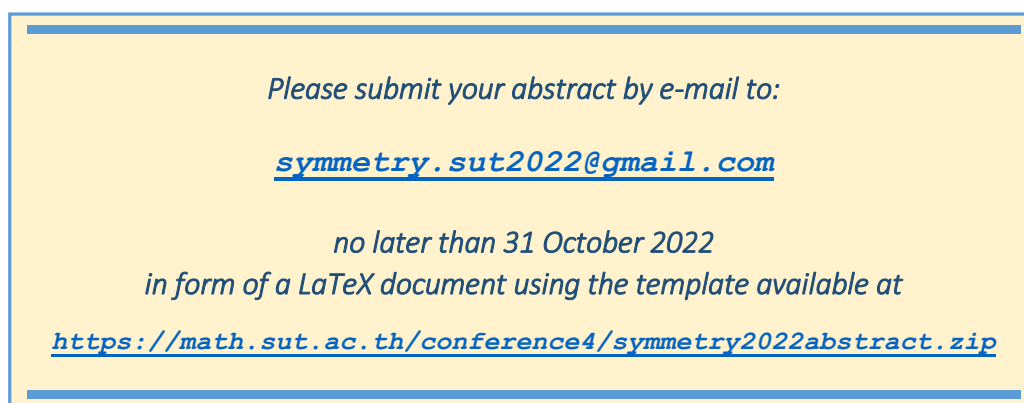 Please submit your abstract by e-mail to:
symmetry.sut2022@gmail.com
no later than 31 October 2022
in form of a LaTeX document using the template available at
https://math.sut.ac.th/conference4/symmetry2022abstract.zip